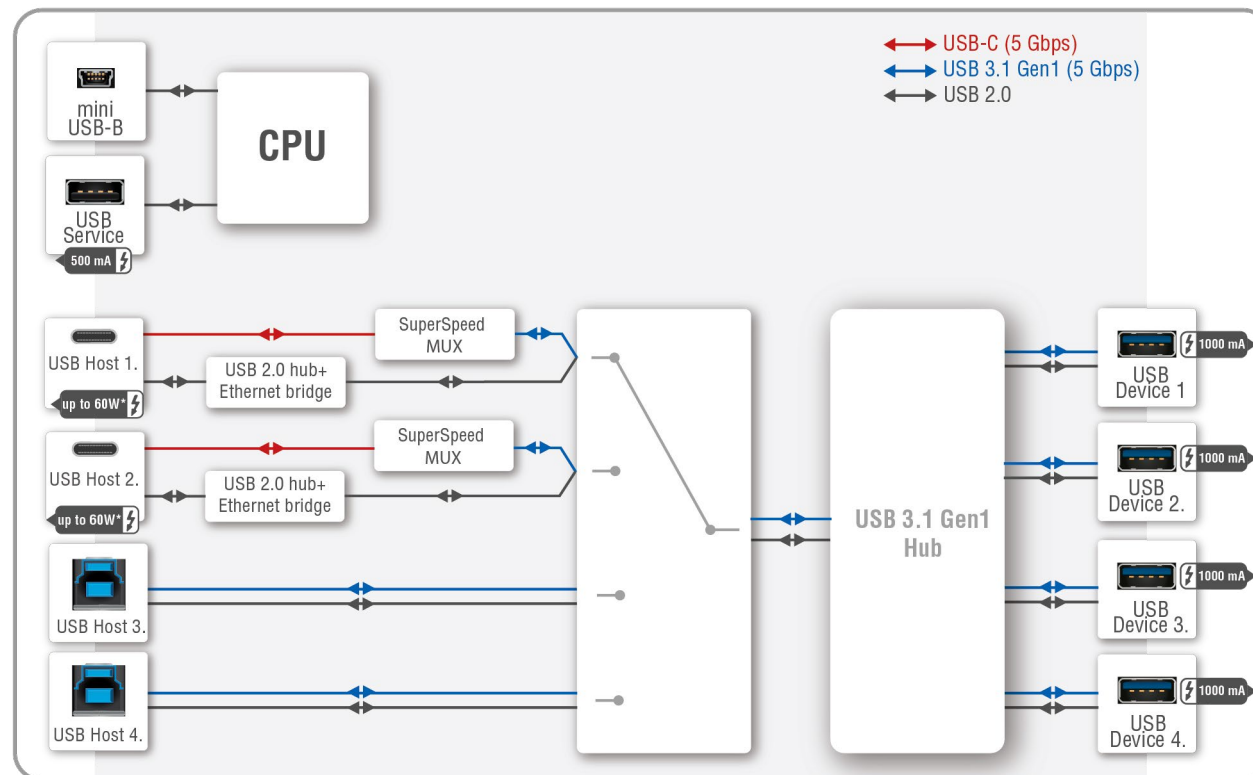 USB-C (5 Gbps)
USB 3.1 Gen1 (5 Gbps)
USB 2.0
mini
USB-B
CPU
USB
Service
500 mA
USB Host 1.
up to 60W*
SuperSpeed
MUX
USB 2.0 hub+
Ethernet bridge
USB Host 2.
up to 60W*
SuperSpeed
MUX
USB 2.0 hub+
Ethernet bridge
USB Host 3.
USB Host 4.
USB 3.1 Gen1
Hub
1000 mA
USB
Device 1
1000 mA
USB
Device 2.
1000 mA
USB
Device 3.
1000 mA
USB
Device 4.